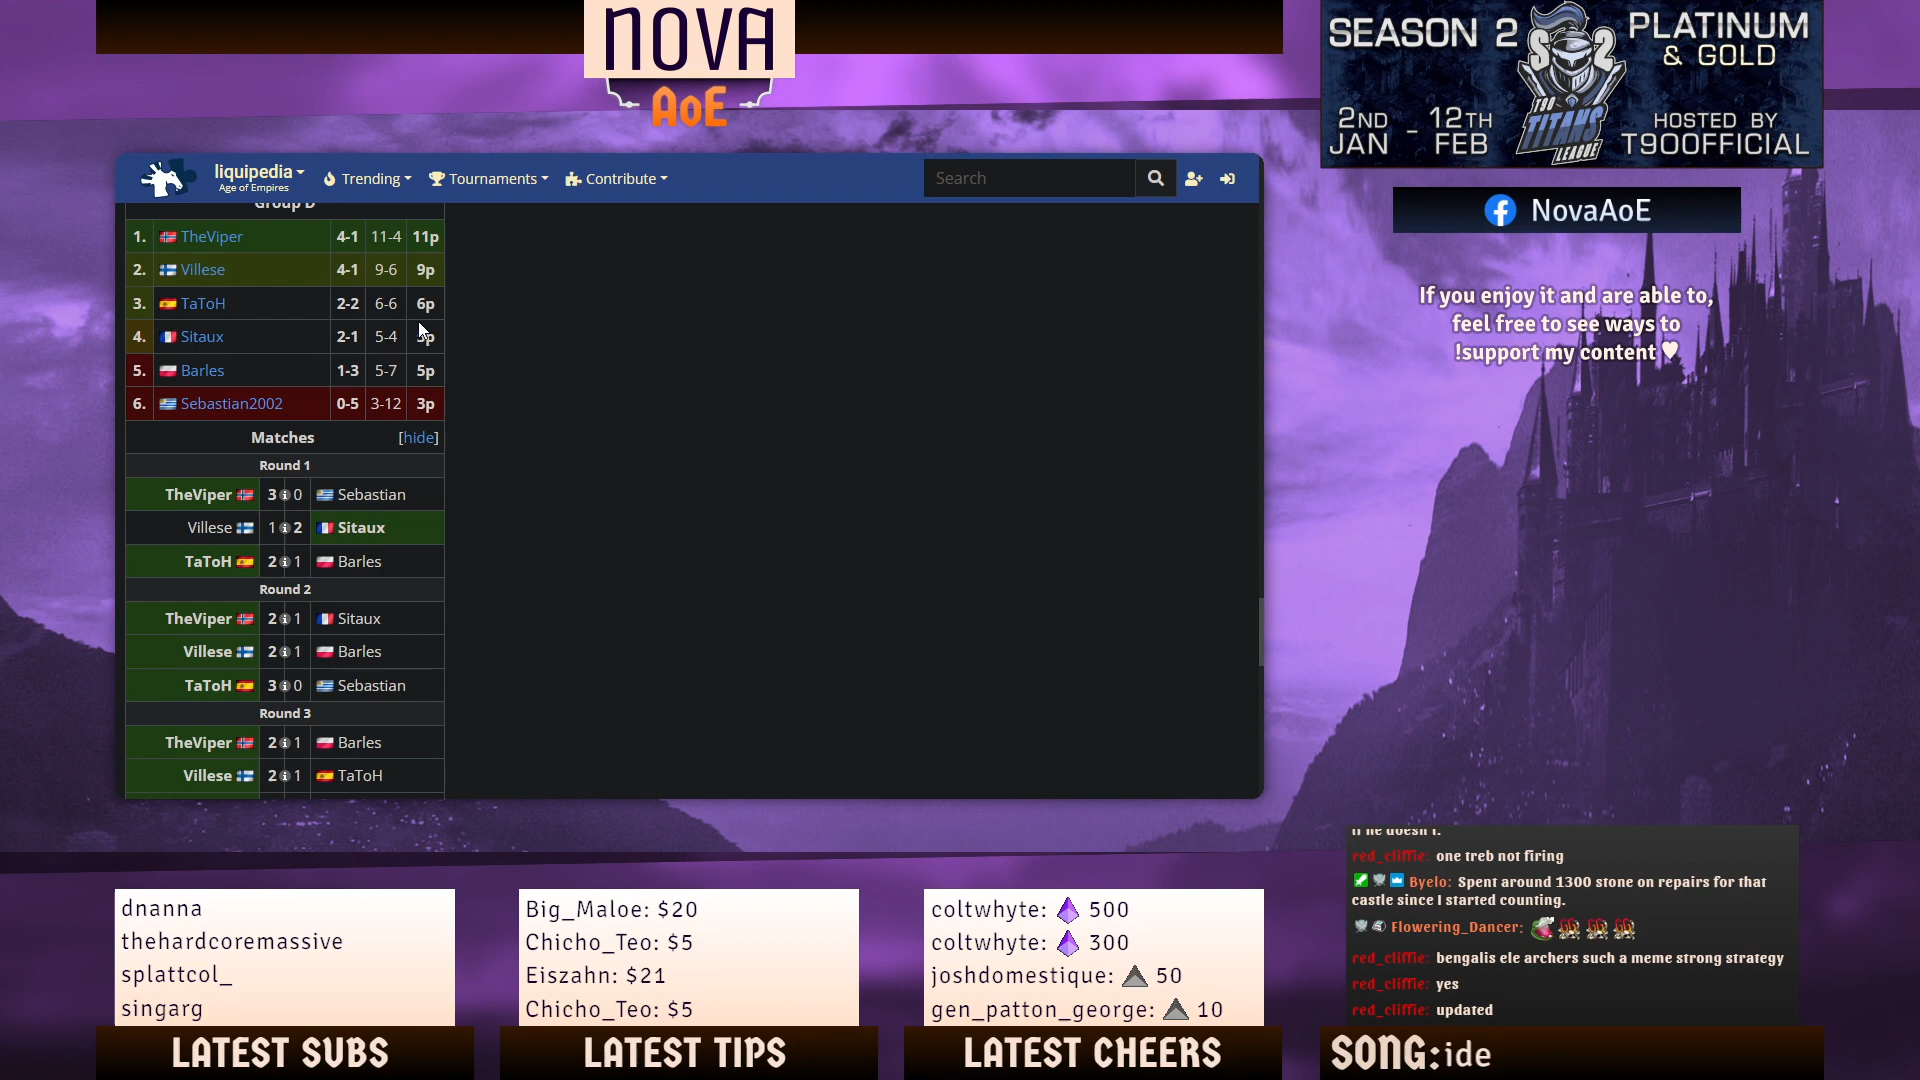 NOVA
AoE
SEASON 2
S2
PLATINUM
& GOLD
2ND
JAN
-
12TH
FEB
T90
TITANS
LEAGUE
HOSTED BY
T90OFFICIAL
liquipedia
Age of Empires
Trending
Tournaments
Contribute
Search
NovaAoE
If you enjoy it and are able to,
feel free to see ways to
!support my content ♥
Group D
1. TheViper 4-1 11-4 11p
2. Villese 4-1 9-6 9p
3. TaToH 2-2 6-6 6p
4. Sitaux 2-1 5-4
5. Barles 1-3 5-7 5p
6. Sebastian2002 0-5 3-12 3p
Matches [hide]
Round 1
TheViper 3 0 Sebastian
Villese 1 2 Sitaux
TaToH 2 1 Barles
Round 2
TheViper 2 1 Sitaux
Villese 2 1 Barles
TaToH 3 0 Sebastian
Round 3
TheViper 2 1 Barles
Villese 2 1 TaToH
if he doesn't.
red_cliffie: one treb not firing
Byelo: Spent around 1300 stone on repairs for that
castle since I started counting.
Flowering_Dancer:
red_cliffie: bengalis ele archers such a meme strong strategy
red_cliffie: yes
red_cliffie: updated
dnanna
thehardcoremassive
splattcol_
singarg
LATEST SUBS
Big_Maloe: $20
Chicho_Teo: $5
Eiszahn: $21
Chicho_Teo: $5
LATEST TIPS
coltwhyte: 500
coltwhyte: 300
joshdomestique: 50
gen_patton_george: 10
LATEST CHEERS
SONG: ide